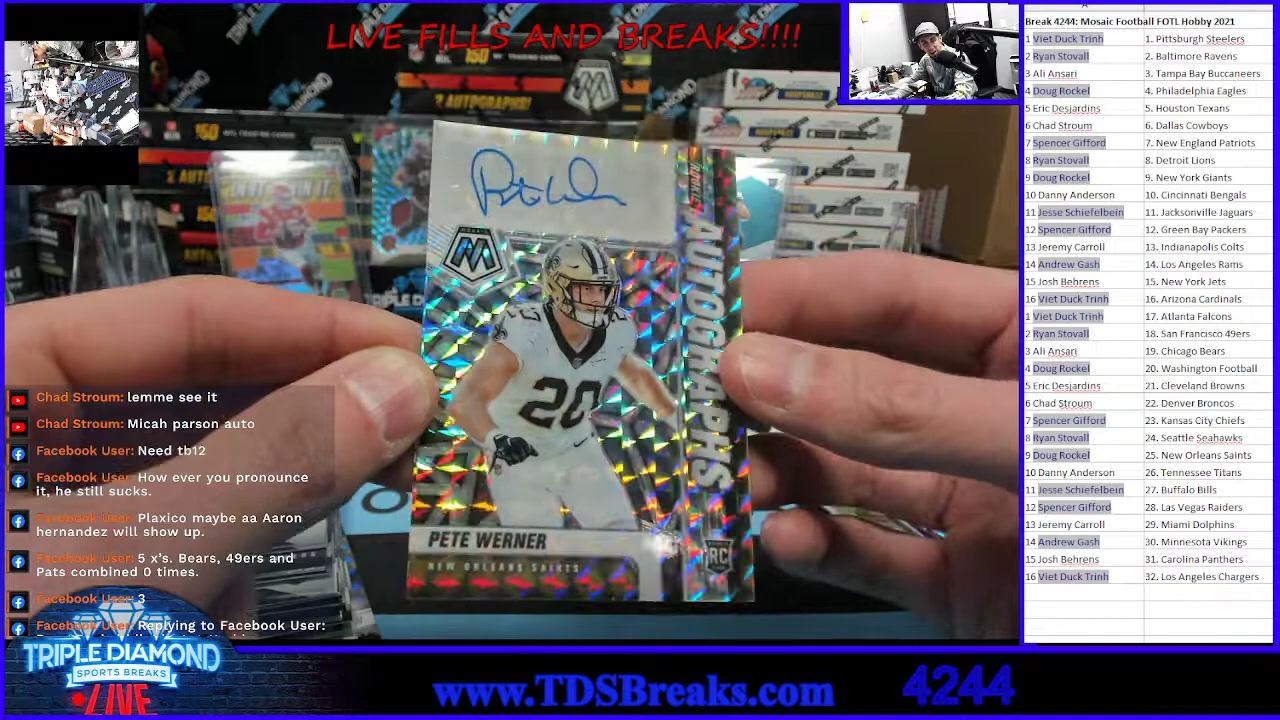 LIVE FILLS AND BREAKS!!!!
7 AUTOGRAPHS!
AUTOGRAPHS
20
PETE WERNER
NEW ORLEANS SAINTS
RC
Chad Stroum: lemme see it
Chad Stroum: Micah parson auto
Facebook User: Need tb12
Facebook User: How ever you pronounce
it, he still sucks.
Facebook User: Plaxico maybe aa Aaron
hernandez will show up.
Facebook User: 5 x's. Bears, 49ers and
Pats combined 0 times.
Facebook User: 3
Facebook User: Replying to Facebook User:
TRIPLE DIAMOND
SPORTS BREAKS
LIVE
www.TDSBreaks.com
4244
A
Break 4244: Mosaic Football FOTL Hobby 2021
1 Viet Duck Trinh 1. Pittsburgh Steelers
2 Ryan Stovall 2. Baltimore Ravens
3 Ali Ansari 3. Tampa Bay Buccaneers
4 Doug Rockel 4. Philadelphia Eagles
5 Eric Desjardins 5. Houston Texans
6 Chad Stroum 6. Dallas Cowboys
7 Spencer Gifford 7. New England Patriots
8 Ryan Stovall 8. Detroit Lions
9 Doug Rockel 9. New York Giants
10 Danny Anderson 10. Cincinnati Bengals
11 Jesse Schiefelbein 11. Jacksonville Jaguars
12 Spencer Gifford 12. Green Bay Packers
13 Jeremy Carroll 13. Indianapolis Colts
14 Andrew Gash 14. Los Angeles Rams
15 Josh Behrens 15. New York Jets
16 Viet Duck Trinh 16. Arizona Cardinals
1 Viet Duck Trinh 17. Atlanta Falcons
2 Ryan Stovall 18. San Francisco 49ers
3 Ali Ansari 19. Chicago Bears
4 Doug Rockel 20. Washington Football
5 Eric Desjardins 21. Cleveland Browns
6 Chad Stroum 22. Denver Broncos
7 Spencer Gifford 23. Kansas City Chiefs
8 Ryan Stovall 24. Seattle Seahawks
9 Doug Rockel 25. New Orleans Saints
10 Danny Anderson 26. Tennessee Titans
11 Jesse Schiefelbein 27. Buffalo Bills
12 Spencer Gifford 28. Las Vegas Raiders
13 Jeremy Carroll 29. Miami Dolphins
14 Andrew Gash 30. Minnesota Vikings
15 Josh Behrens 31. Carolina Panthers
16 Viet Duck Trinh 32. Los Angeles Chargers